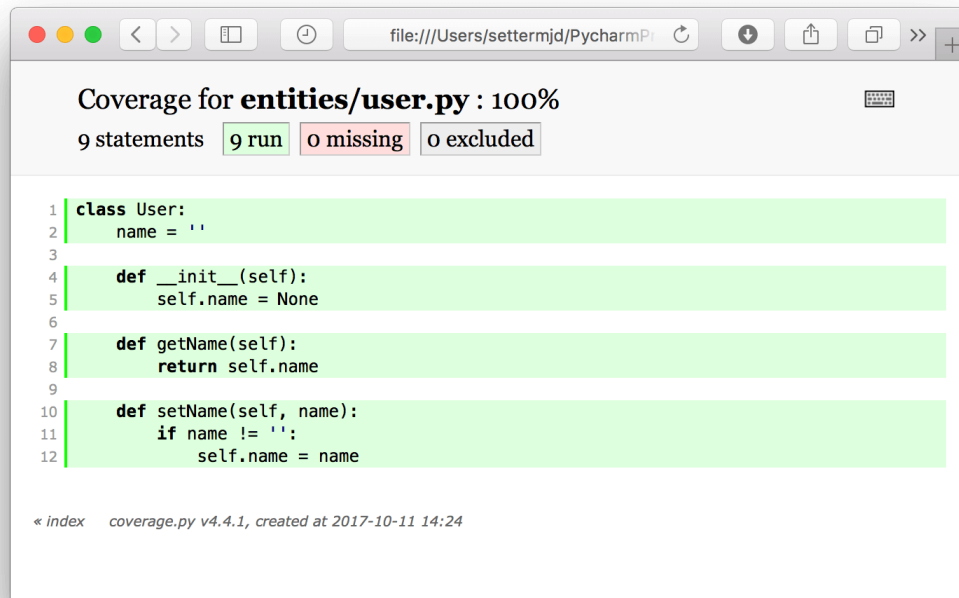 file:///Users/settermjd/PycharmPr
Coverage for entities/user.py : 100%
9 statements 9 run 0 missing 0 excluded
1 class User:
2     name = ''
3
4     def __init__(self):
5         self.name = None
6
7     def getName(self):
8         return self.name
9
10     def setName(self, name):
11         if name != '':
12             self.name = name
« index coverage.py v4.4.1, created at 2017-10-11 14:24